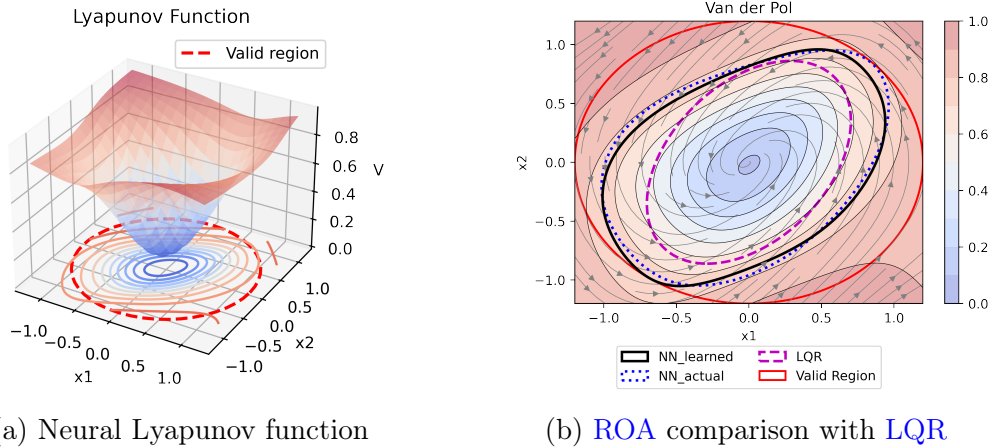 Lyapunov Function
Valid region
0.8
0.6
0.4
0.2
0.0
V
−1.0
−0.5
0.0
0.5
1.0
x1
−1.0
−0.5
0.0
0.5
1.0
x2
Van der Pol
1.0
0.5
0.0
−0.5
−1.0
x2
−1.0
−0.5
0.0
0.5
1.0
x1
1.0
0.8
0.6
0.4
0.2
0.0
NN_learned
NN_actual
LQR
Valid Region
a) Neural Lyapunov function
(b) ROA comparison with LQR